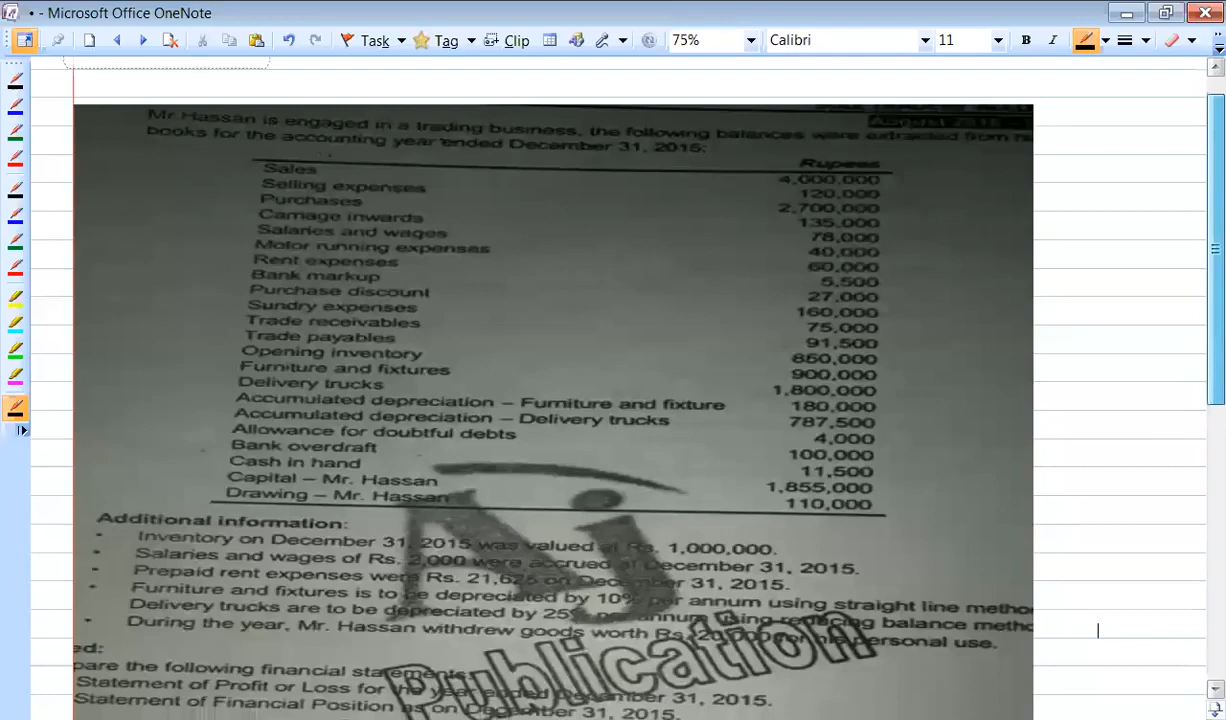 • - Microsoft Office OneNote
Task Tag Clip 75% Calibri 11 B I
Mr Hassan is engaged in a trading business, the following balances were extracted from
books for the accounting year ended December 31, 2015:
Rupees
Sales 4,000,000
Selling expenses 120,000
Purchases 2,700,000
Carriage inwards 135,000
Salaries and wages 78,000
Motor running expenses 40,000
Rent expenses 60,000
Bank markup 5,500
Purchase discount 27,000
Sundry expenses 160,000
Trade receivables 75,000
Trade payables 91,500
Opening inventory 850,000
Furniture and fixtures 900,000
Delivery trucks 1,800,000
Accumulated depreciation – Furniture and fixture 180,000
Accumulated depreciation – Delivery trucks 787,500
Allowance for doubtful debts 4,000
Bank overdraft 100,000
Cash in hand 11,500
Capital – Mr. Hassan 1,855,000
Drawing – Mr. Hassan 110,000
Additional information:
• Inventory on December 31, 2015 was valued at Rs. 1,000,000.
• Salaries and wages of Rs. 2,000 were accrued at December 31, 2015.
• Prepaid rent expenses were Rs. 21,625 on December 31, 2015.
• Furniture and fixtures is to be depreciated by 10% per annum using straight line metho
Delivery trucks are to be depreciated by 25% per annum using reducing balance metho
• During the year, Mr. Hassan withdrew goods worth Rs. 20,000 for his personal use.
ed:
pare the following financial statements:
Statement of Profit or Loss for the year ended December 31, 2015.
Statement of Financial Position as on December 31, 2015.
AJ
Publication